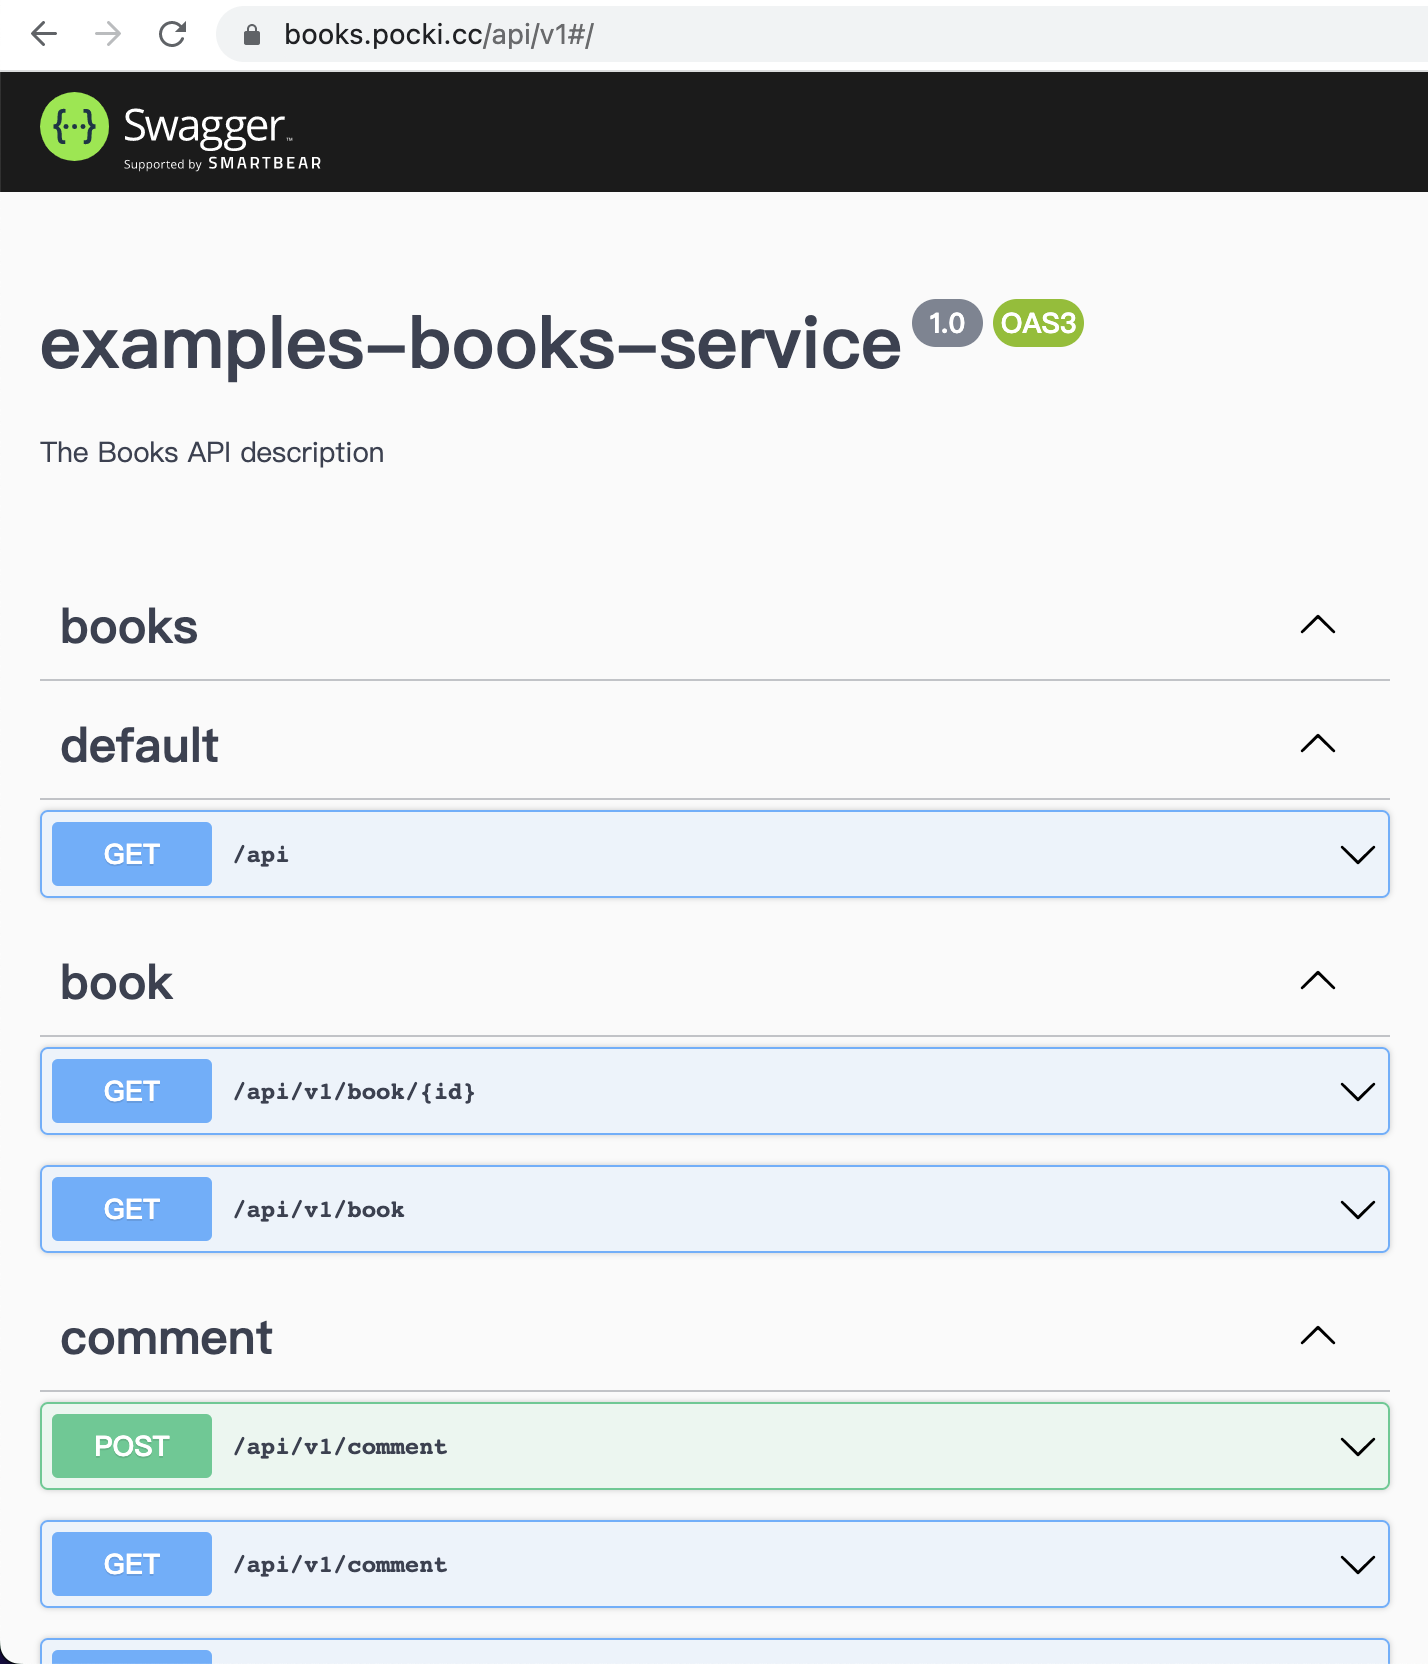 books.pocki.cc/api/v1#/
{···} Swagger™
Supported by SMARTBEAR
examples-books-service 1.0 OAS3
The Books API description
books
default
GET /api
book
GET /api/v1/book/{id}
GET /api/v1/book
comment
POST /api/v1/comment
GET /api/v1/comment